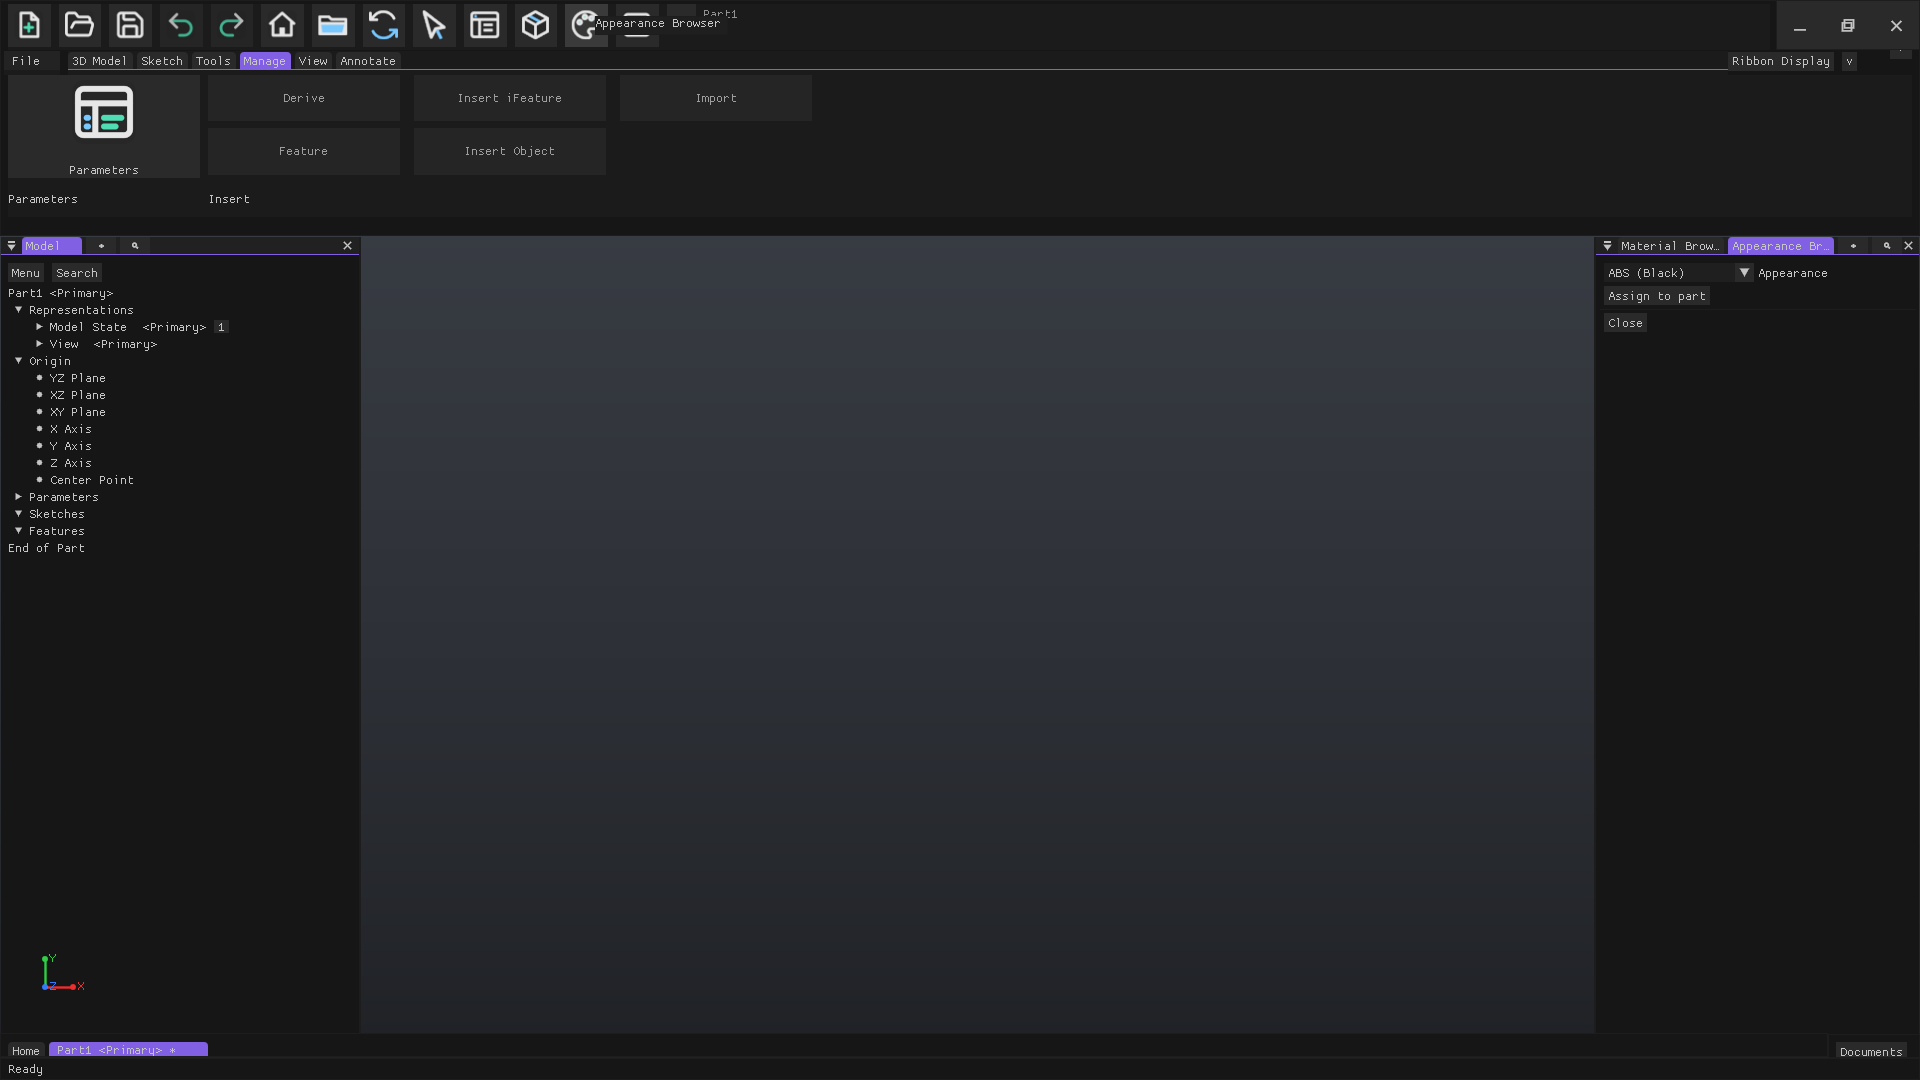 Part1
Appearance Browser
File 3D Model Sketch Tools Manage View Annotate Ribbon Display v
Derive Insert iFeature Import
Feature Insert Object
Parameters
Parameters Insert
Model
Material Brow… Appearance Br…
Menu Search
ABS (Black) Appearance
Part1 <Primary>
Assign to part
Representations
Close
Model State <Primary> 1
View <Primary>
Origin
YZ Plane
XZ Plane
XY Plane
X Axis
Y Axis
Z Axis
Center Point
Parameters
Sketches
Features
End of Part
Y
Z X
Home Part1 <Primary> * Documents
Ready